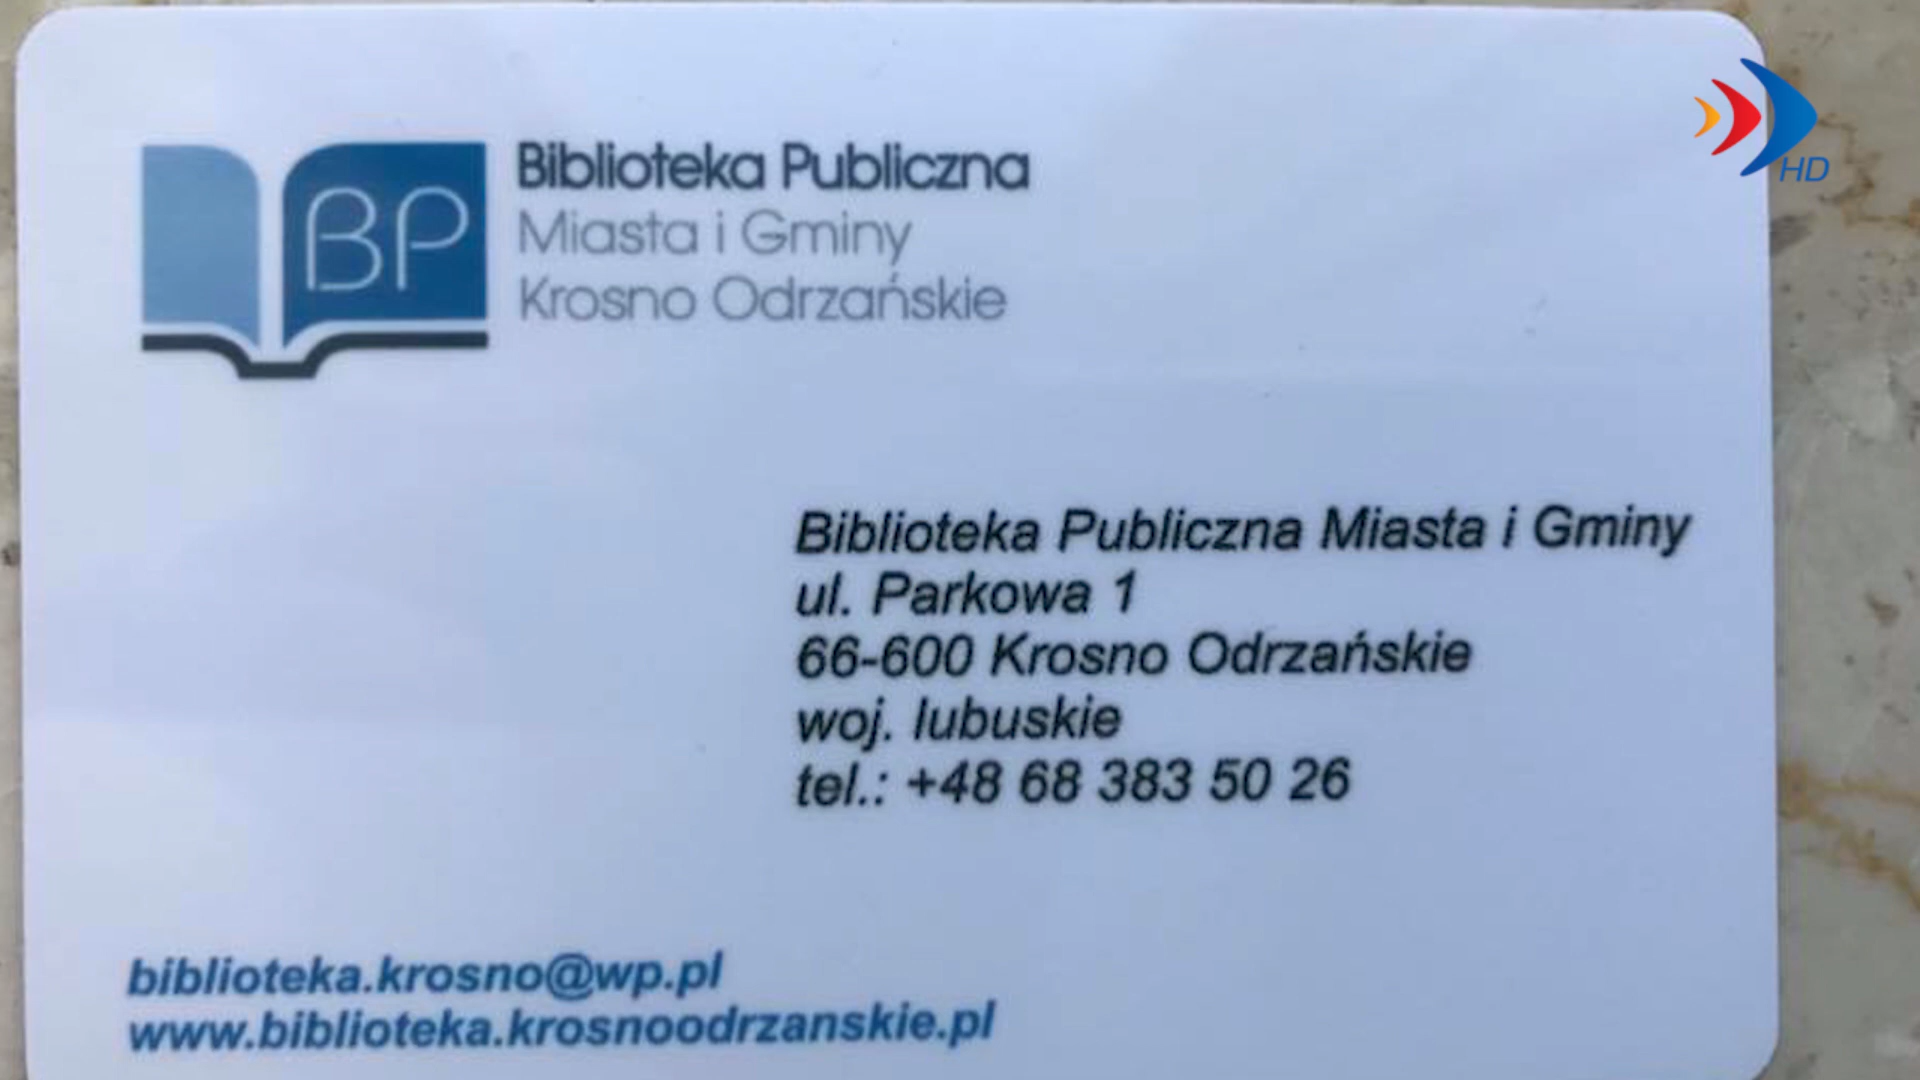 BP
Biblioteka Publiczna
Miasta i Gminy
Krosno Odrzańskie
HD
Biblioteka Publiczna Miasta i Gminy
ul. Parkowa 1
66-600 Krosno Odrzańskie
woj. lubuskie
tel.: +48 68 383 50 26
biblioteka.krosno@wp.pl
www.biblioteka.krosnoodrzanskie.pl